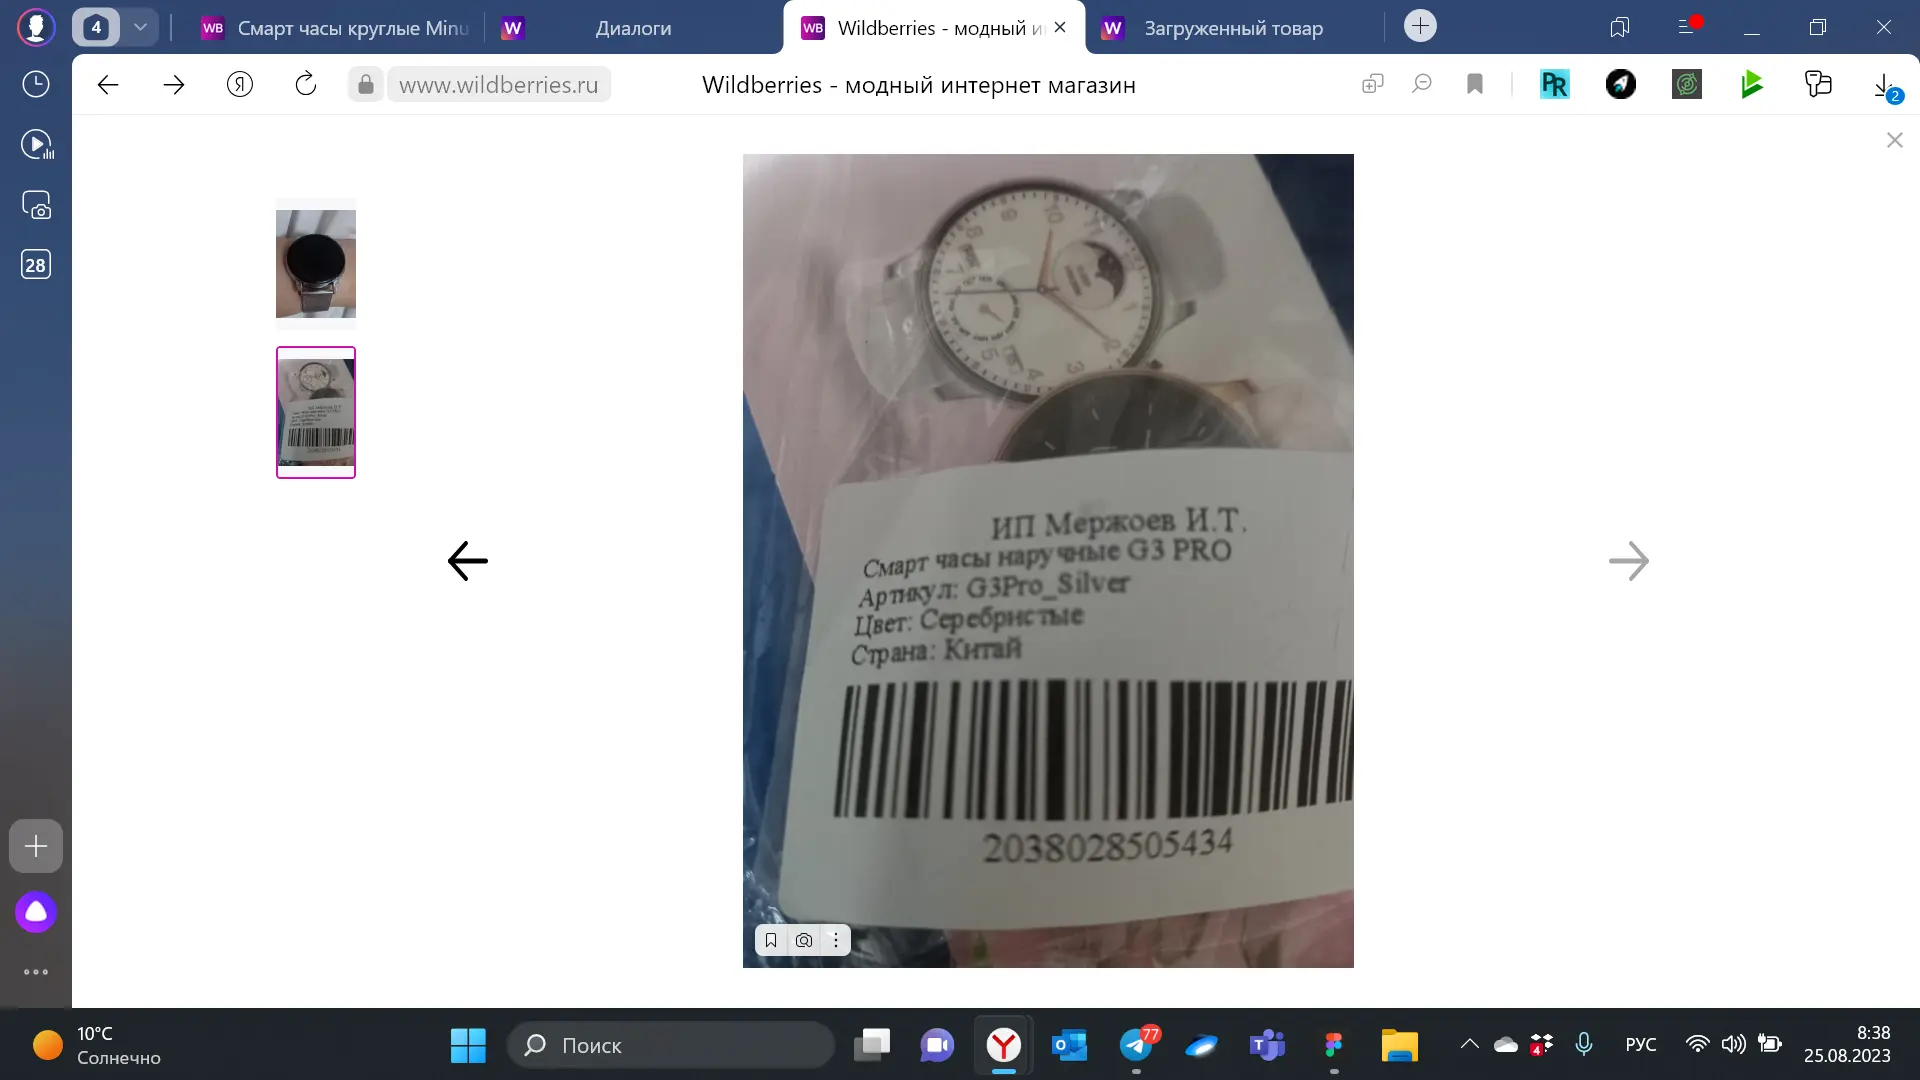 4
WB Смарт часы круглые Minu
W Диалоги
WB Wildberries - модный и
W Загруженный товар
www.wildberries.ru
Wildberries - модный интернет магазин
PR
2
28
ИП Мержоев И.Т.
Смарт часы наручные G3 PRO
Артикул: G3Pro_Silver
Цвет: Серебристые
Страна: Китай
2038028505434
10°C
Солнечно
Поиск
77
4
РУС
8:38
25.08.2023